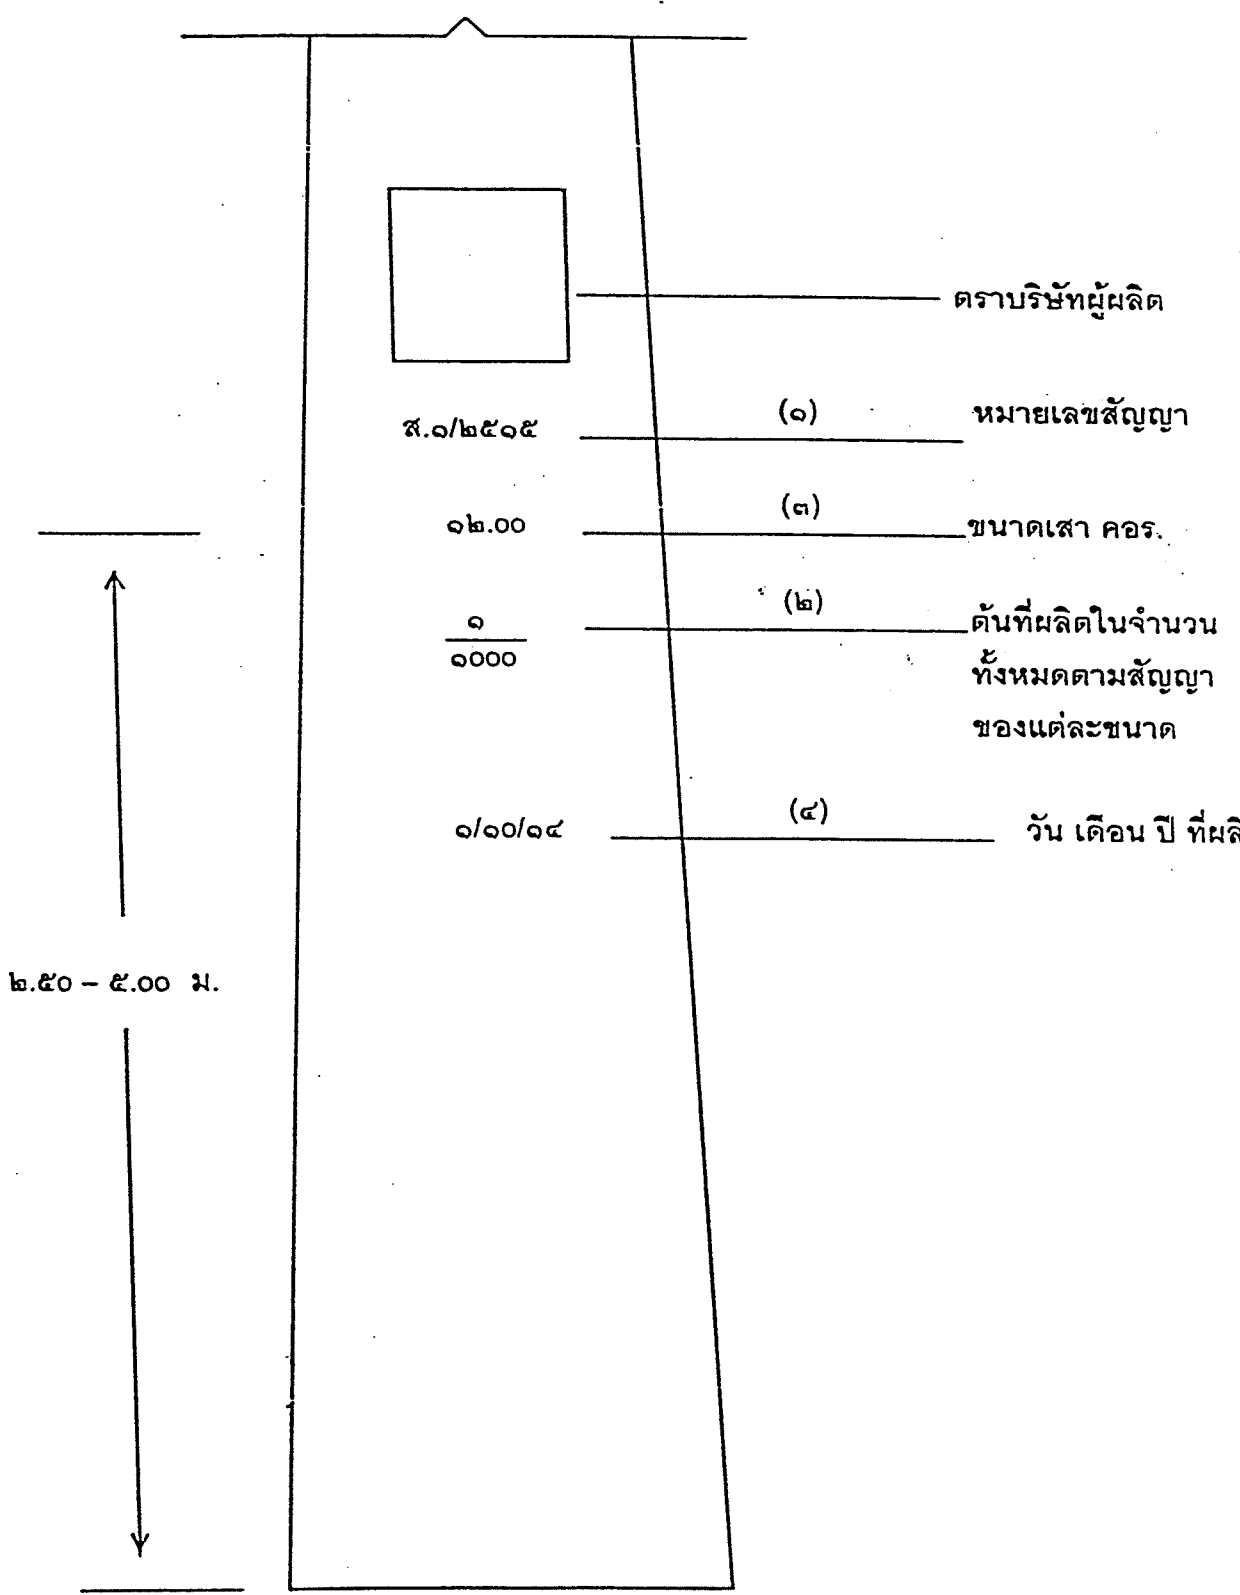 ตราบริษัทผู้ผลิต
ส.๑/๒๕๑๕ (๑) หมายเลขสัญญา
๑๒.๐๐ (๓) ขนาดเสา คอร.
๑ (๒) ต้นที่ผลิตในจำนวน
๑๐๐๐ ทั้งหมดตามสัญญา
ของแต่ละขนาด
๑/๑๐/๑๔ (๔) วัน เดือน ปี ที่ผลิ
๒.๕๐ – ๕.๐๐ ม.